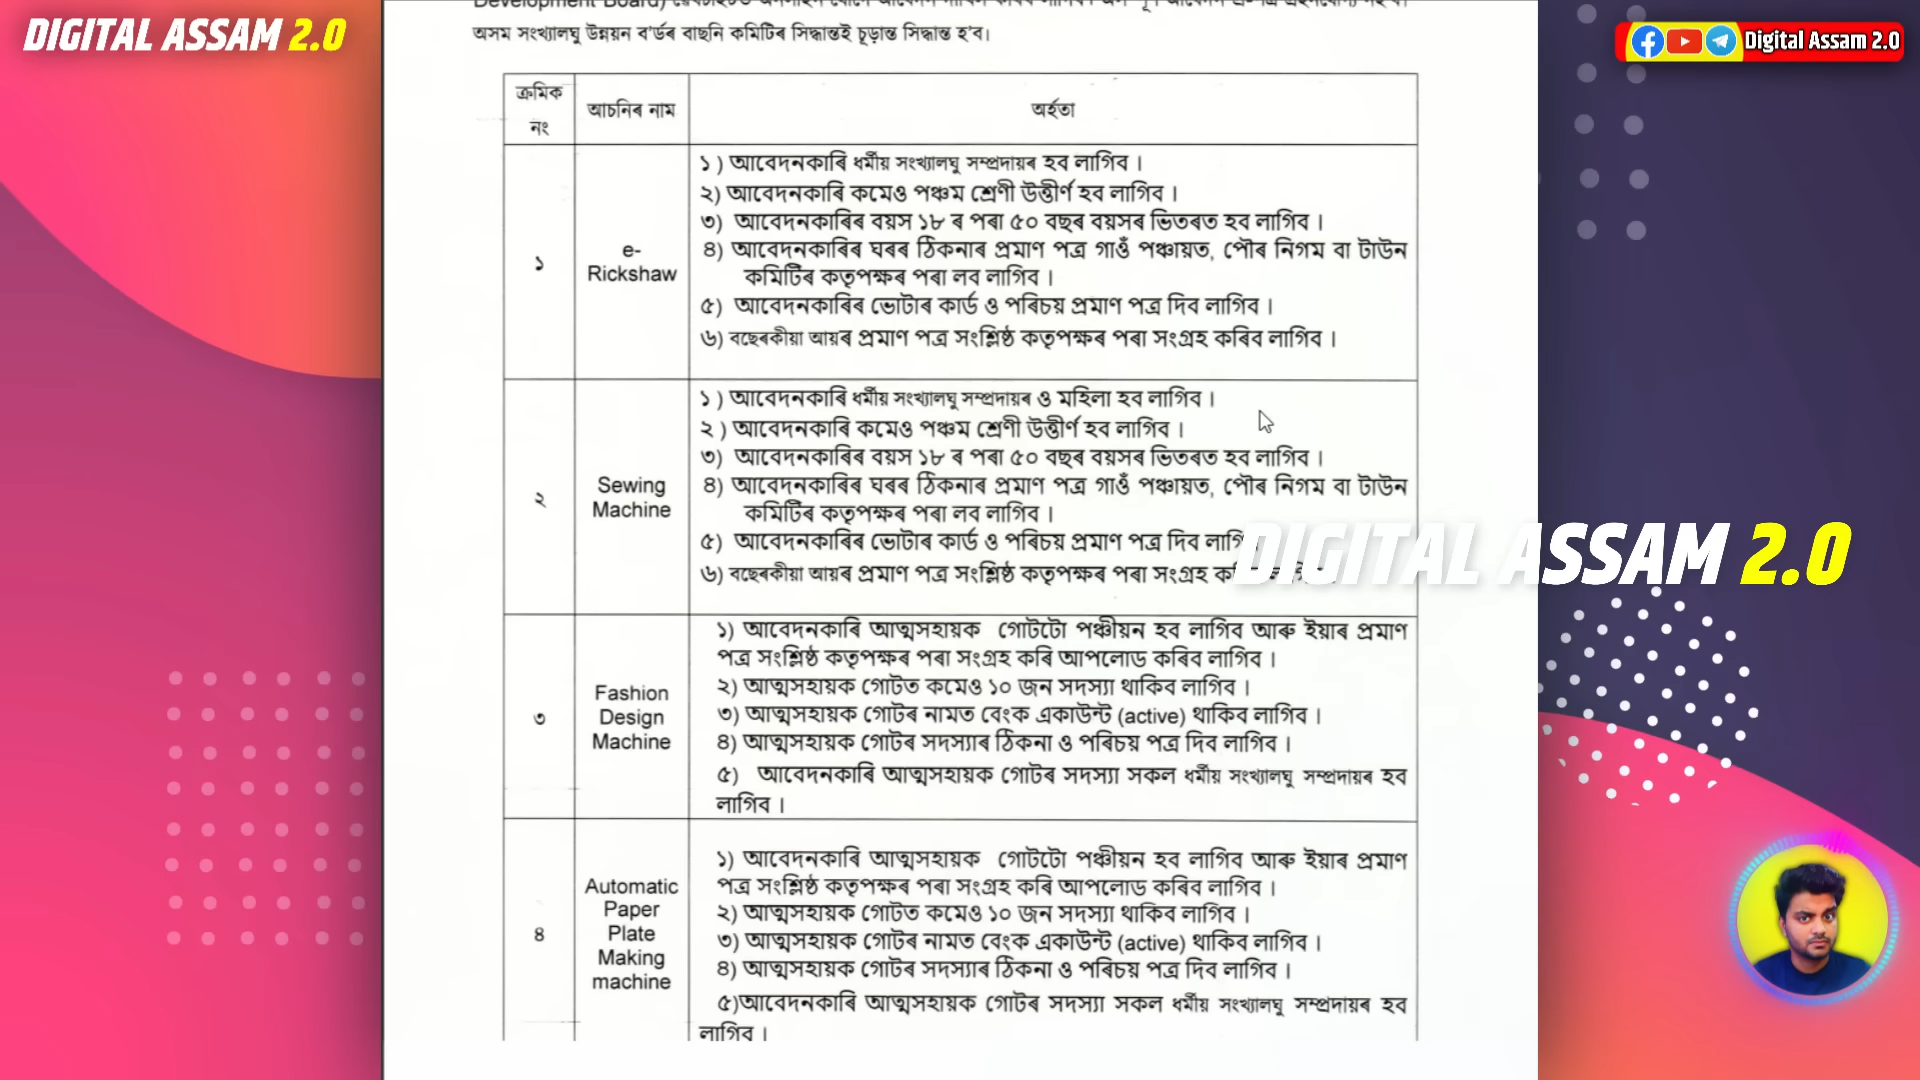 DIGITAL ASSAM 2.0
Digital Assam 2.0
Development Board)
অসম সংখ্যালঘু উন্নয়ন ব'ৰ্ডৰ বাছনি কমিটিৰ সিদ্ধান্তই চূড়ান্ত সিদ্ধান্ত হ'ব।
ক্ৰমিক নং
আচনিৰ নাম
অৰ্হতা
১
e-
Rickshaw
১ ) আবেদনকাৰি ধৰ্মীয় সংখ্যালঘু সম্প্ৰদায়ৰ হব লাগিব ।
২) আবেদনকাৰি কমেও পঞ্চম শ্ৰেণী উত্তীৰ্ণ হব লাগিব ।
৩) আবেদনকাৰিৰ বয়স ১৮ ৰ পৰা ৫০ বছৰ বয়সৰ ভিতৰত হব লাগিব ।
৪) আবেদনকাৰিৰ ঘৰৰ ঠিকনাৰ প্ৰমাণ পত্ৰ গাওঁ পঞ্চায়ত, পৌৰ নিগম বা টাউন
কমিটিৰ কতৃপক্ষৰ পৰা লব লাগিব ।
৫) আবেদনকাৰিৰ ভোটাৰ কাৰ্ড ও পৰিচয় প্ৰমাণ পত্ৰ দিব লাগিব ।
৬) বছেৰেকীয়া আয়ৰ প্ৰমাণ পত্ৰ সংশ্লিষ্ঠ কতৃপক্ষৰ পৰা সংগ্ৰহ কৰিব লাগিব ।
২
Sewing
Machine
১ ) আবেদনকাৰি ধৰ্মীয় সংখ্যালঘু সম্প্ৰদায়ৰ ও মহিলা হব লাগিব ।
২ ) আবেদনকাৰি কমেও পঞ্চম শ্ৰেণী উত্তীৰ্ণ হব লাগিব ।
৩) আবেদনকাৰিৰ বয়স ১৮ ৰ পৰা ৫০ বছৰ বয়সৰ ভিতৰত হব লাগিব ।
৪) আবেদনকাৰিৰ ঘৰৰ ঠিকনাৰ প্ৰমাণ পত্ৰ গাওঁ পঞ্চায়ত, পৌৰ নিগম বা টাউন
কমিটিৰ কতৃপক্ষৰ পৰা লব লাগিব ।
৫) আবেদনকাৰিৰ ভোটাৰ কাৰ্ড ও পৰিচয় প্ৰমাণ পত্ৰ দিব
৬) বছেৰেকীয়া আয়ৰ প্ৰমাণ পত্ৰ সংশ্লিষ্ঠ কতৃপক্ষৰ পৰা সংগ্ৰহ
DIGITAL ASSAM 2.0
৩
Fashion
Design
Machine
১) আবেদনকাৰি আত্মসহায়ক গোটটো পঞ্জীয়ন হব লাগিব আৰু ইয়াৰ প্ৰমাণ
পত্ৰ সংশ্লিষ্ঠ কতৃপক্ষৰ পৰা সংগ্ৰহ কৰি আপলোড কৰিব লাগিব ।
২) আত্মসহায়ক গোটত কমেও ১০ জন সদস্যা থাকিব লাগিব ।
৩) আত্মসহায়ক গোটৰ নামত বেংক একাউন্ট (active) থাকিব লাগিব ।
৪) আত্মসহায়ক গোটৰ সদস্যাৰ ঠিকনা ও পৰিচয় পত্ৰ দিব লাগিব ।
৫) আবেদনকাৰি আত্মসহায়ক গোটৰ সদস্যা সকল ধৰ্মীয় সংখ্যালঘু সম্প্ৰদায়ৰ হব
লাগিব ।
৪
Automatic
Paper
Plate
Making
machine
১) আবেদনকাৰি আত্মসহায়ক গোটটো পঞ্জীয়ন হব লাগিব আৰু ইয়াৰ প্ৰমাণ
পত্ৰ সংশ্লিষ্ঠ কতৃপক্ষৰ পৰা সংগ্ৰহ কৰি আপলোড কৰিব লাগিব ।
২) আত্মসহায়ক গোটত কমেও ১০ জন সদস্যা থাকিব লাগিব ।
৩) আত্মসহায়ক গোটৰ নামত বেংক একাউন্ট (active) থাকিব লাগিব ।
৪) আত্মসহায়ক গোটৰ সদস্যাৰ ঠিকনা ও পৰিচয় পত্ৰ দিব লাগিব ।
৫)আবেদনকাৰি আত্মসহায়ক গোটৰ সদস্যা সকল ধৰ্মীয় সংখ্যালঘু সম্প্ৰদায়ৰ হব
লাগিব ।